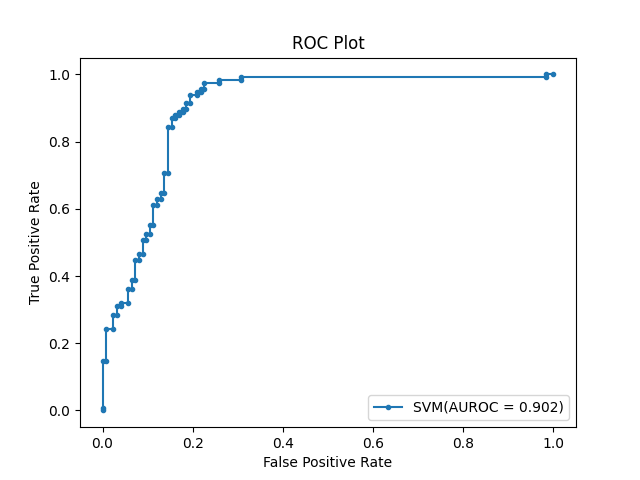 ROC Plot
True Positive Rate
1.0
0.8
0.6
0.4
0.2
0.0
SVM(AUROC = 0.902)
0.0 0.2 0.4 0.6 0.8 1.0
False Positive Rate